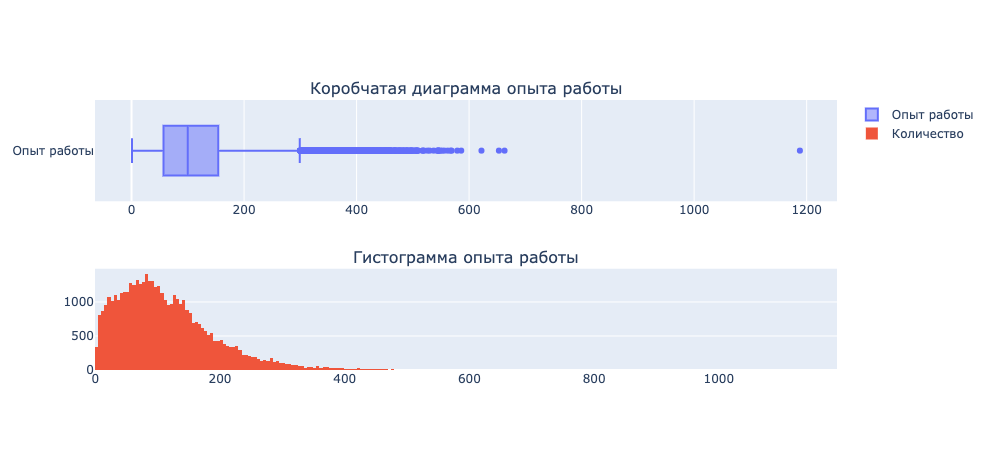 Коробчатая диаграмма опыта работы
Опыт работы
Количество
Опыт работы
0 200 400 600 800 1000 1200
Гистограмма опыта работы
1000
500
0
0 200 400 600 800 1000